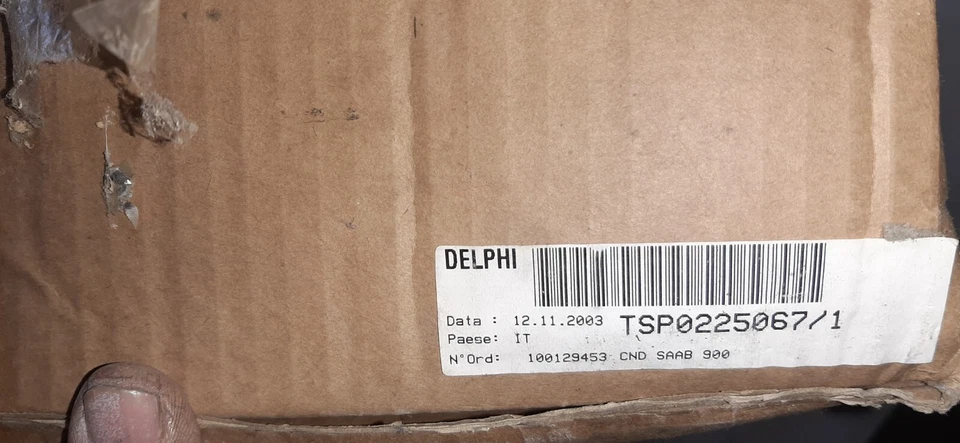 DELPHI
Data : 12.11.2003 TSP0225067/1
Paese: IT
N°Ord: 100129453 CND SAAB 900